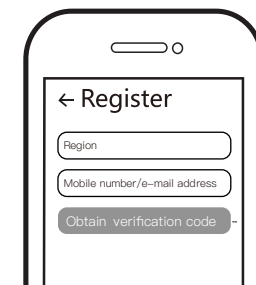 ← Register
Region
Mobile number/e-mail address
Obtain verification code